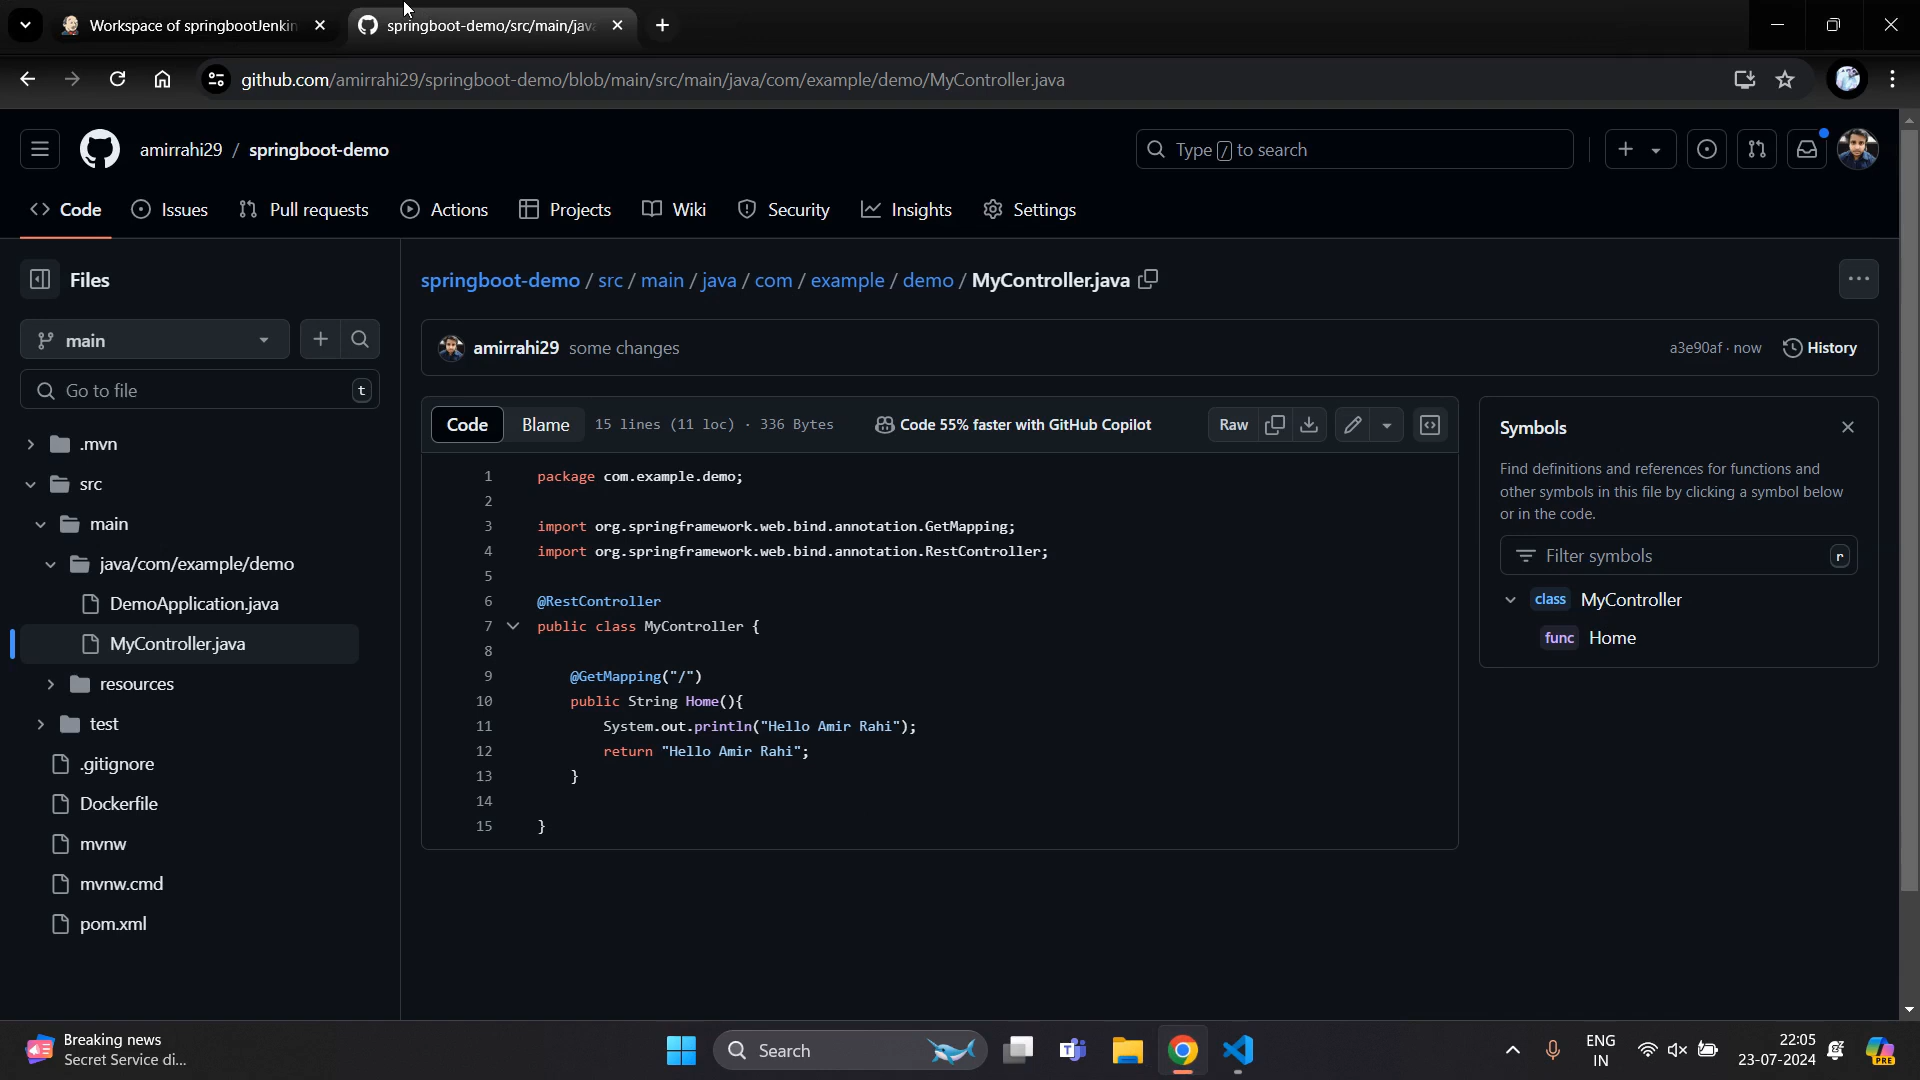 Workspace of springbootJenkin
springboot-demo/src/main/java
github.com/amirrahi29/springboot-demo/blob/main/src/main/java/com/example/demo/MyController.java
amirrahi29 / springboot-demo
Type / to search
Code
Issues
Pull requests
Actions
Projects
Wiki
Security
Insights
Settings
Files
main
Go to file
t
.mvn
src
main
java/com/example/demo
DemoApplication.java
MyController.java
resources
test
.gitignore
Dockerfile
mvnw
mvnw.cmd
pom.xml
springboot-demo / src / main / java / com / example / demo / MyController.java
amirrahi29 some changes
a3e90af · now
History
Code
Blame
15 lines (11 loc) · 336 Bytes
Code 55% faster with GitHub Copilot
Raw
1 package com.example.demo;
2
3 import org.springframework.web.bind.annotation.GetMapping;
4 import org.springframework.web.bind.annotation.RestController;
5
6 @RestController
7 public class MyController {
8
9 @GetMapping("/")
10 public String Home(){
11 System.out.println("Hello Amir Rahi");
12 return "Hello Amir Rahi";
13 }
14
15 }
Symbols
Find definitions and references for functions and
other symbols in this file by clicking a symbol below
or in the code.
Filter symbols
r
class MyController
func Home
Breaking news
Secret Service di...
Search
ENG
IN
22:05
23-07-2024
PRE